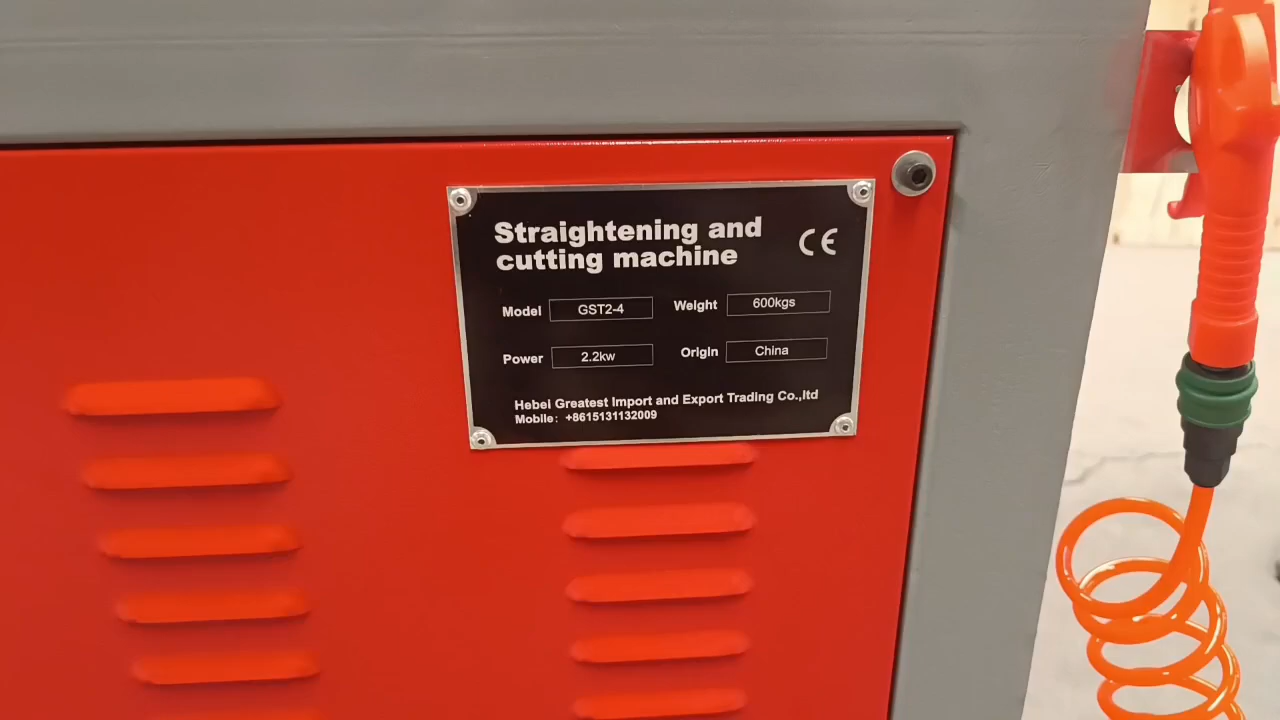 Straightening and
cutting machine
CE
Model GST2-4 Weight 600kgs
Power 2.2kw Origin China
Hebei Greatest Import and Export Trading Co.,ltd
Mobile: +8615131132009